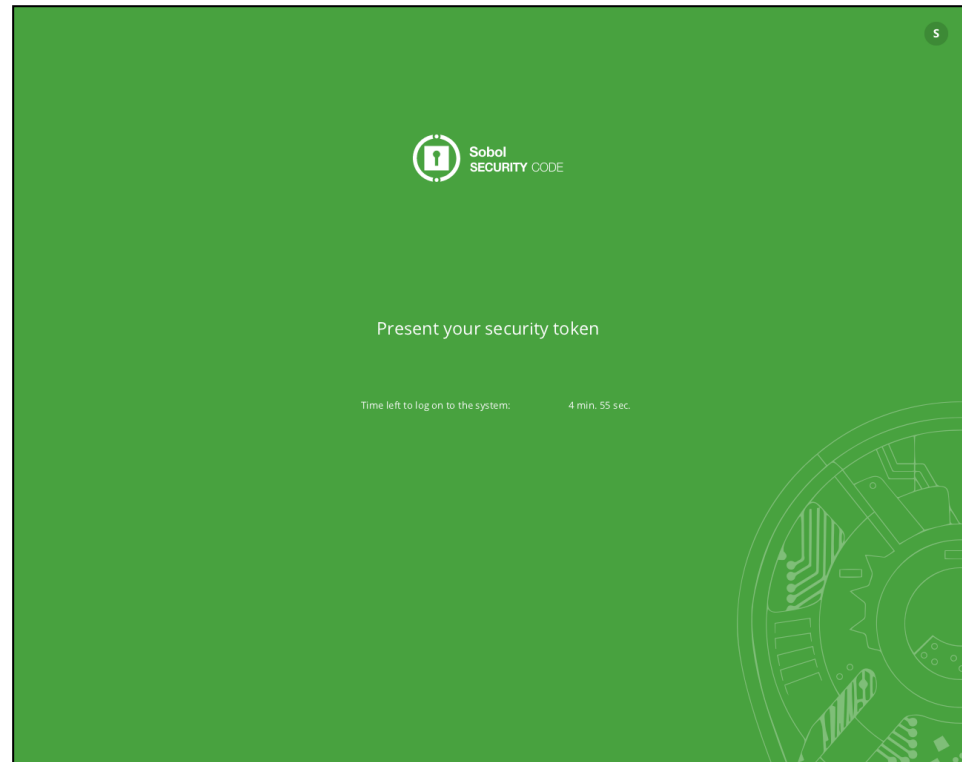 S
Sobol
SECURITY CODE
Present your security token
Time left to log on to the system: 4 min. 55 sec.